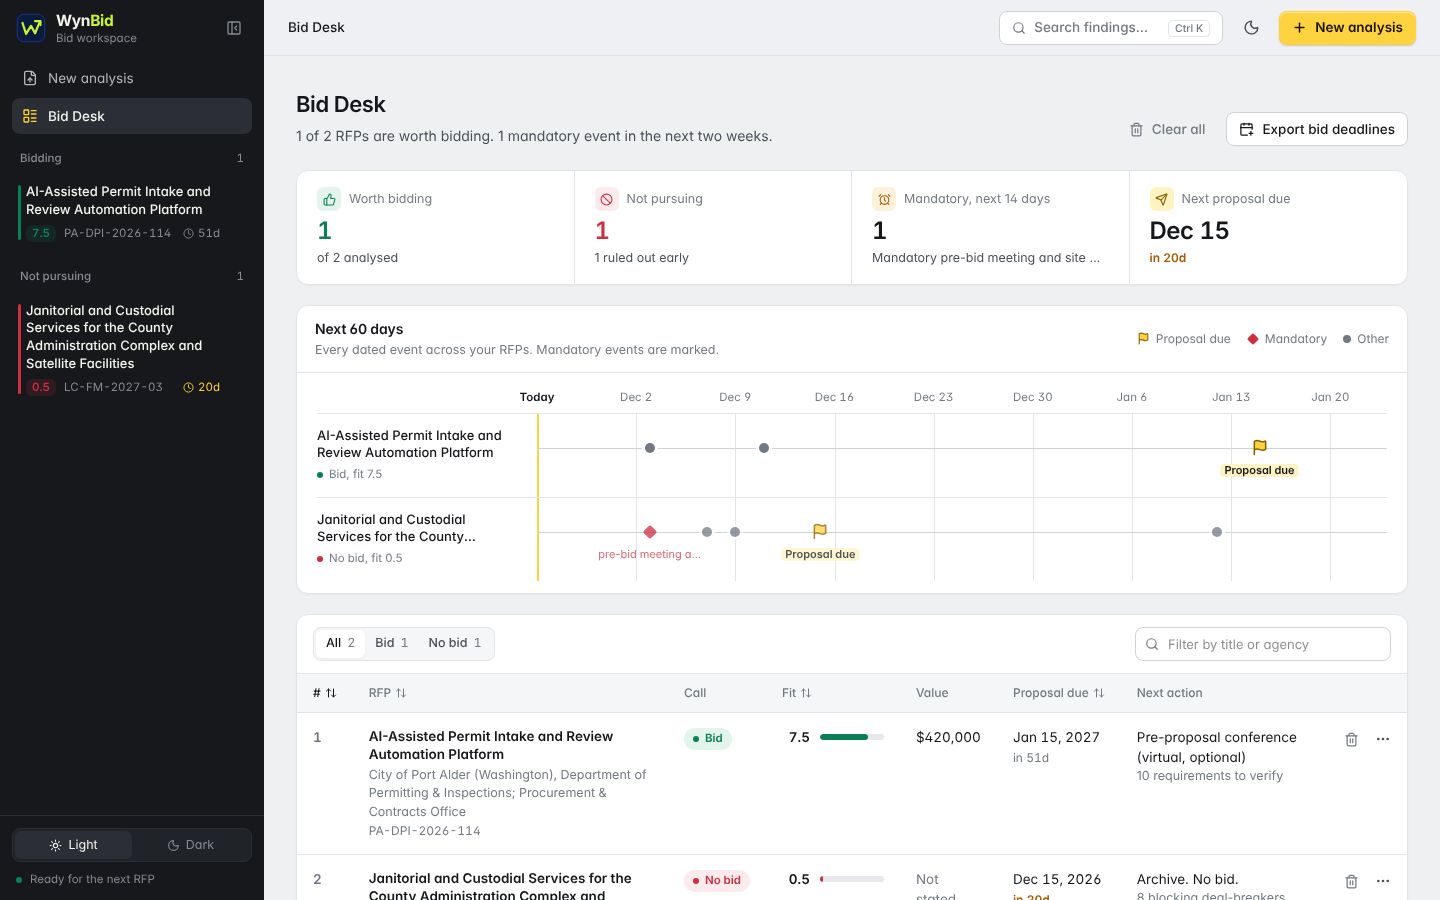 WynBid
Bid workspace
New analysis
Bid Desk
Bidding 1
AI-Assisted Permit Intake and
Review Automation Platform
7.5 PA-DPI-2026-114 51d
Not pursuing 1
Janitorial and Custodial
Services for the County
Administration Complex and
Satellite Facilities
0.5 LC-FM-2027-03 20d
Light Dark
Ready for the next RFP
Bid Desk
Search findings... Ctrl K
New analysis
Bid Desk
1 of 2 RFPs are worth bidding. 1 mandatory event in the next two weeks.
Clear all
Export bid deadlines
Worth bidding
1
of 2 analysed
Not pursuing
1
1 ruled out early
Mandatory, next 14 days
1
Mandatory pre-bid meeting and site ...
Next proposal due
Dec 15
in 20d
Next 60 days
Every dated event across your RFPs. Mandatory events are marked.
Proposal due Mandatory Other
Today Dec 2 Dec 9 Dec 16 Dec 23 Dec 30 Jan 6 Jan 13 Jan 20
AI-Assisted Permit Intake and
Review Automation Platform
Bid, fit 7.5
Proposal due
Janitorial and Custodial
Services for the County...
No bid, fit 0.5
pre-bid meeting a...
Proposal due
All 2 Bid 1 No bid 1
Filter by title or agency
# RFP Call Fit Value Proposal due Next action
1
AI-Assisted Permit Intake and Review
Automation Platform
City of Port Alder (Washington), Department of
Permitting & Inspections; Procurement &
Contracts Office
PA-DPI-2026-114
Bid
7.5
$420,000
Jan 15, 2027
in 51d
Pre-proposal conference
(virtual, optional)
10 requirements to verify
2
Janitorial and Custodial Services for the
County Administration Complex and
No bid
0.5
Not
stated
Dec 15, 2026
in 20d
Archive. No bid.
8 blocking deal-breakers